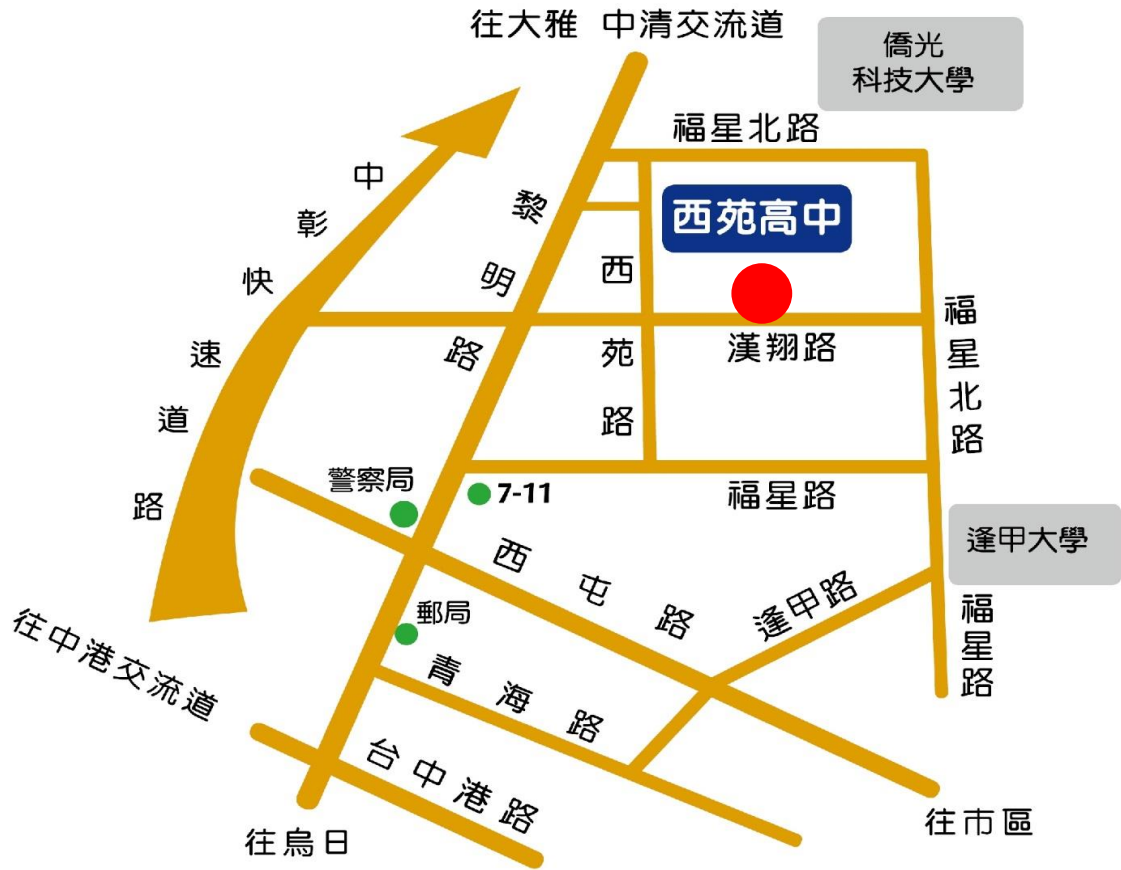 往大雅 中清交流道
僑光
科技大學
福星北路
中彰快速道路
黎明路
西苑高中
西苑路
漢翔路
福星北路
警察局
7-11
福星路
逢甲大學
西屯路
逢甲路
郵局
福星路
往中港交流道
青海路
台中港路
往市區
往烏日